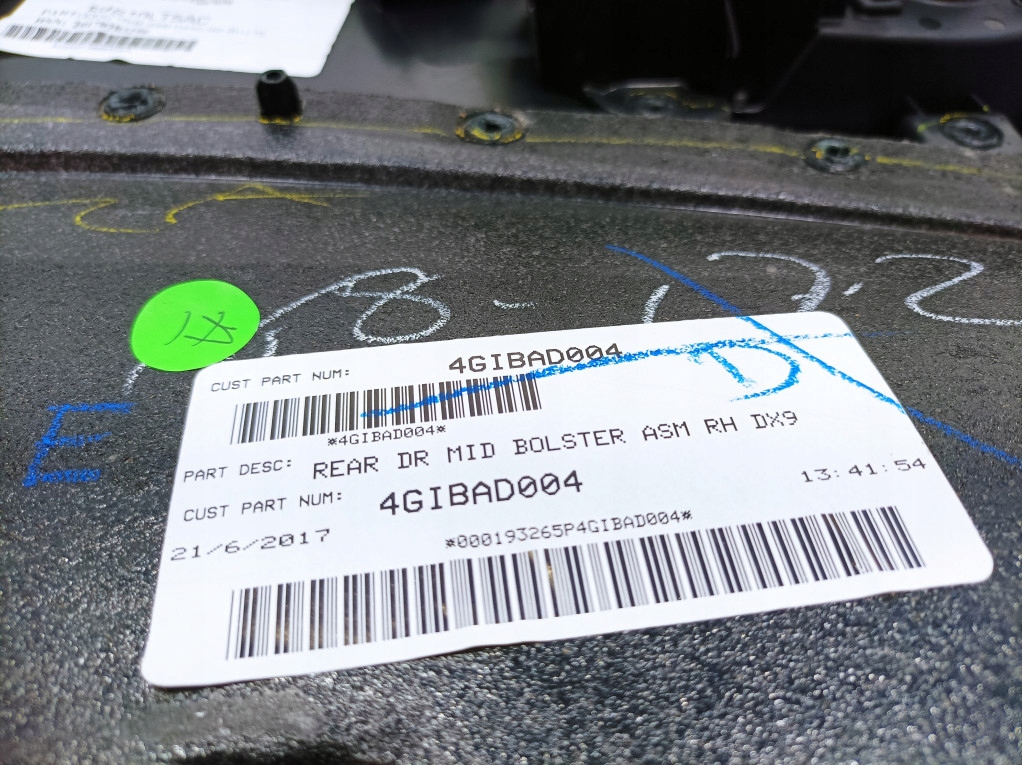 CUST PART NUM: 4GIBAD004
*4GIBAD004*
PART DESC: REAR DR MID BOLSTER ASM RH DX9
CUST PART NUM: 4GIBAD004 13:41:54
21/6/2017 *000193265P4GIBAD004*
E
D